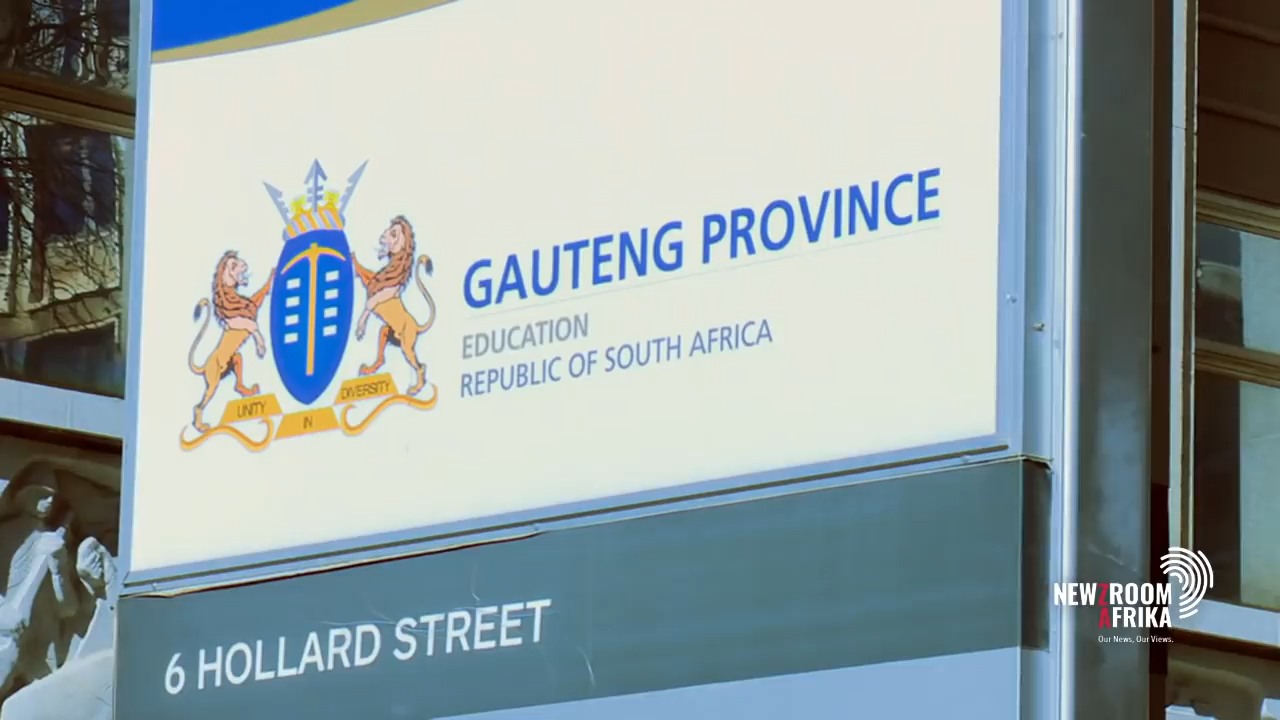 GAUTENG PROVINCE
EDUCATION
REPUBLIC OF SOUTH AFRICA
UNITY
IN
DIVERSITY
6 HOLLARD STREET
NEWZROOM
AFRIKA
Our News, Our Views.